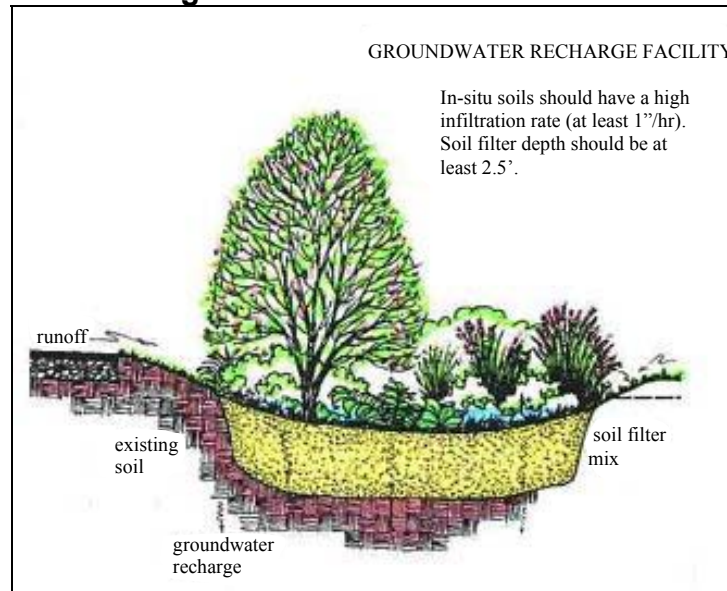 GROUNDWATER RECHARGE FACILITY
In-situ soils should have a high
infiltration rate (at least 1”/hr).
Soil filter depth should be at
least 2.5’.
runoff
existing
soil
soil filter
mix
groundwater
recharge